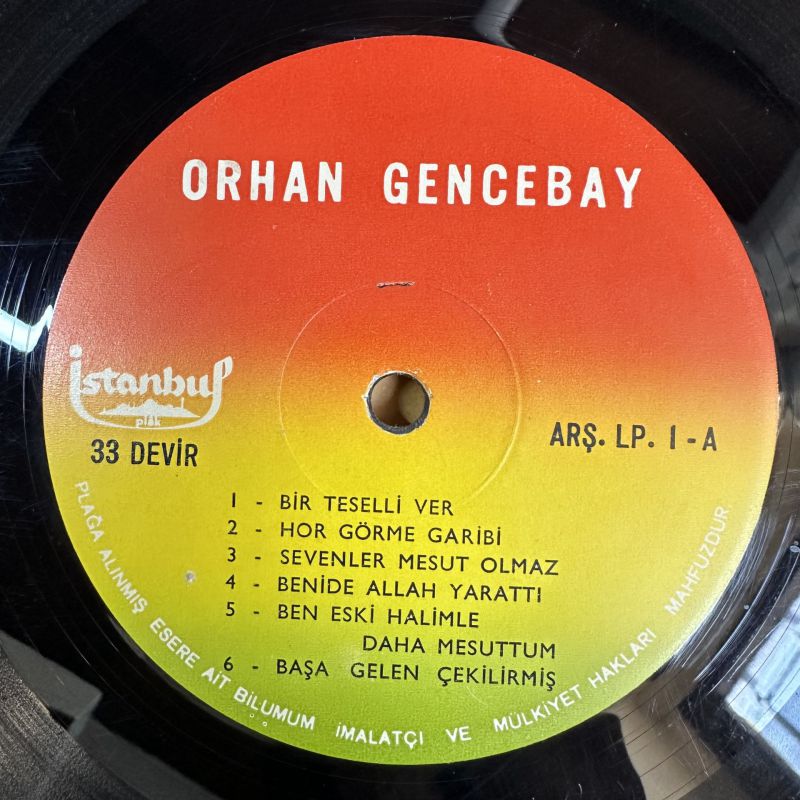 ORHAN GENCEBAY
istanbul
plâk
33 DEVİR
ARŞ. LP. 1 - A
1 - BİR TESELLİ VER
2 - HOR GÖRME GARİBİ
3 - SEVENLER MESUT OLMAZ
4 - BENİDE ALLAH YARATTI
5 - BEN ESKİ HALİMLE
DAHA MESUTTUM
6 - BAŞA GELEN ÇEKİLİRMİŞ
PLAĞA ALINMIŞ ESERE AİT BİLUMUM İMALATÇI VE MÜLKİYET HAKLARI MAHFUZDUR